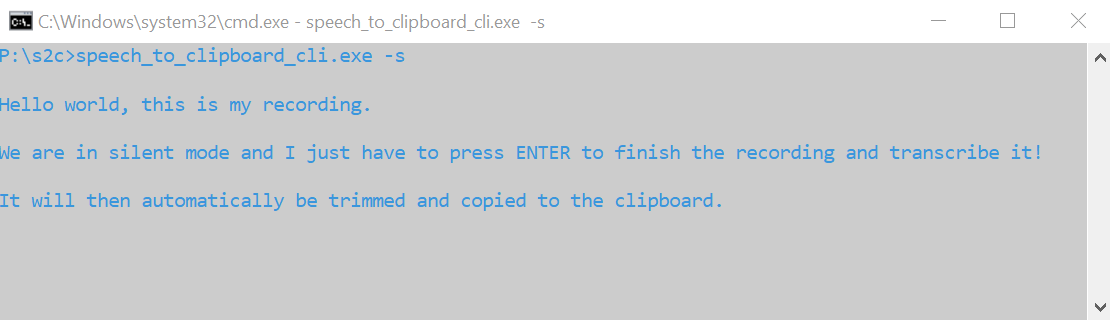 C:\Windows\system32\cmd.exe - speech_to_clipboard_cli.exe  -s
P:\s2c>speech_to_clipboard_cli.exe -s
Hello world, this is my recording.
We are in silent mode and I just have to press ENTER to finish the recording and transcribe it!
It will then automatically be trimmed and copied to the clipboard.